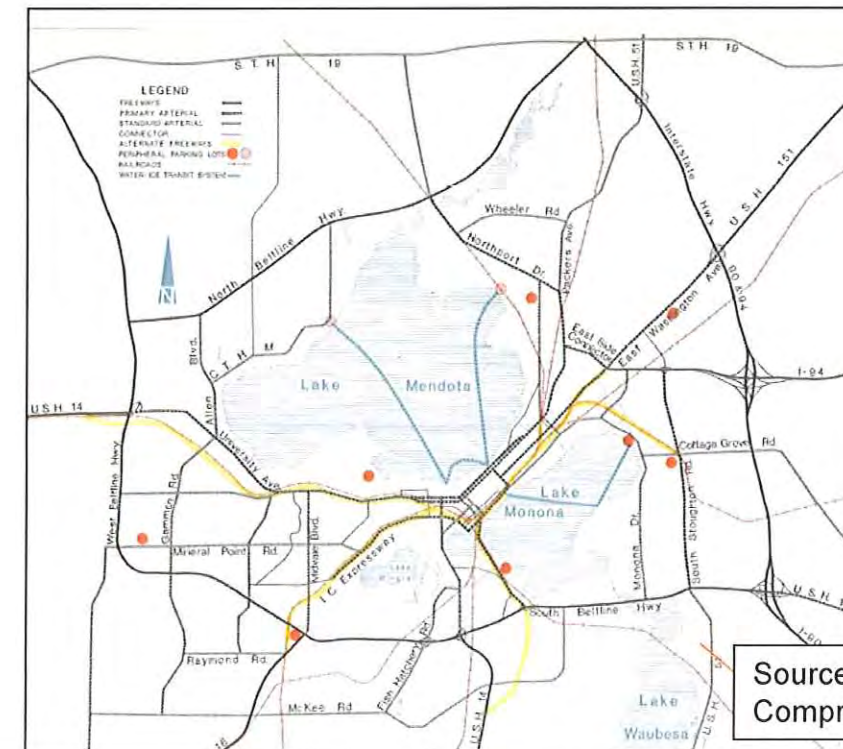 S. T. H. 19
S.T.H. 19
U.S.H. 51
LEGEND
FREEWAYS
PRIMARY ARTERIAL
STANDARD ARTERIAL
CONNECTOR
ALTERNATE FREEWAYS
PERIPHERAL PARKING LOTS
RAILROADS
WATER-ICE TRANSIT SYSTEM
Interstate Hwy 90 & 94
U.S.H. 151
Wheeler Rd
Northport Dr.
Packers Ave
North Beltline Hwy.
N
East Side Connector
East Washington Ave
C.T.H. M
Allen Blvd.
Lake Mendota
I-94
U.S.H. 14
University Ave
Cottage Grove Rd
West Beltline Hwy
Gammon Rd
Midvale Blvd.
Lake Monona
Monona Dr.
South Stoughton Rd
Mineral Point Rd.
I.C. Expressway
South Beltline Hwy
U.S.H.
I-90
Raymond Rd.
Fish Hatchery Rd
McKee Rd
U.S.H. 14
Lake Waubesa
U.S.H. 51
Source
Compr